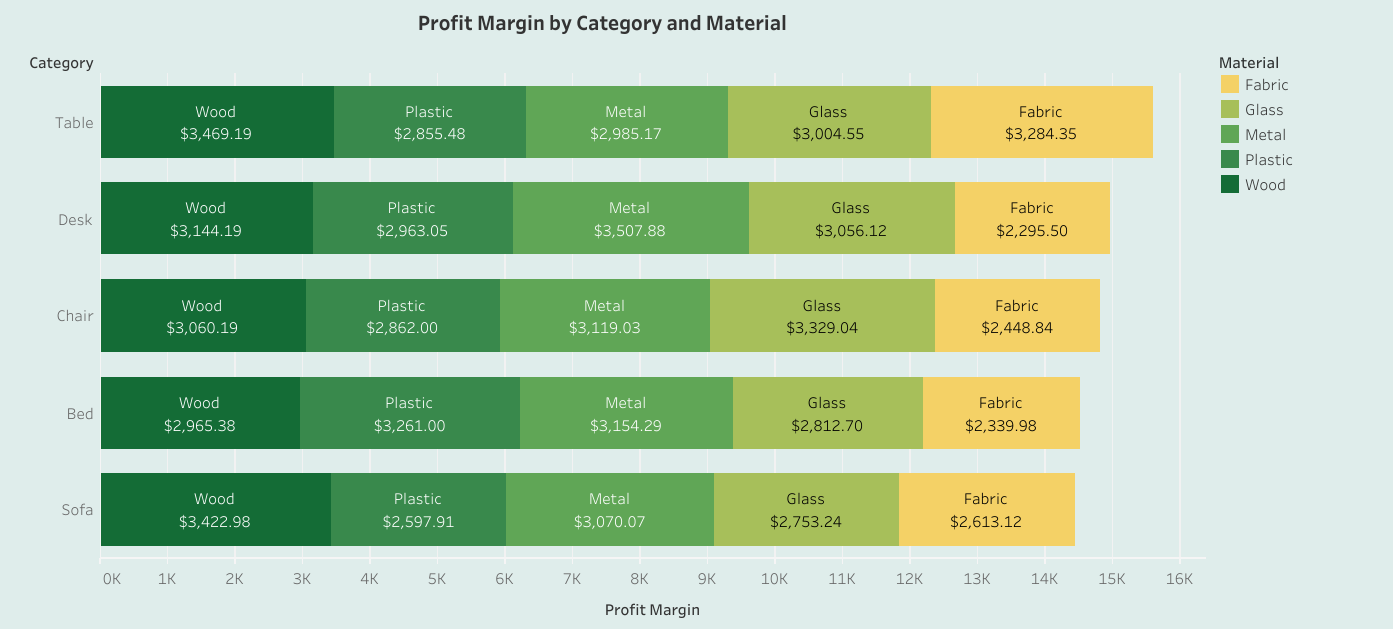 Profit Margin by Category and Material
Category
Material
Fabric
Glass
Metal
Plastic
Wood
Table
Wood Plastic Metal Glass Fabric
$3,469.19 $2,855.48 $2,985.17 $3,004.55 $3,284.35
Desk
Wood Plastic Metal Glass Fabric
$3,144.19 $2,963.05 $3,507.88 $3,056.12 $2,295.50
Chair
Wood Plastic Metal Glass Fabric
$3,060.19 $2,862.00 $3,119.03 $3,329.04 $2,448.84
Bed
Wood Plastic Metal Glass Fabric
$2,965.38 $3,261.00 $3,154.29 $2,812.70 $2,339.98
Sofa
Wood Plastic Metal Glass Fabric
$3,422.98 $2,597.91 $3,070.07 $2,753.24 $2,613.12
0K 1K 2K 3K 4K 5K 6K 7K 8K 9K 10K 11K 12K 13K 14K 15K 16K
Profit Margin